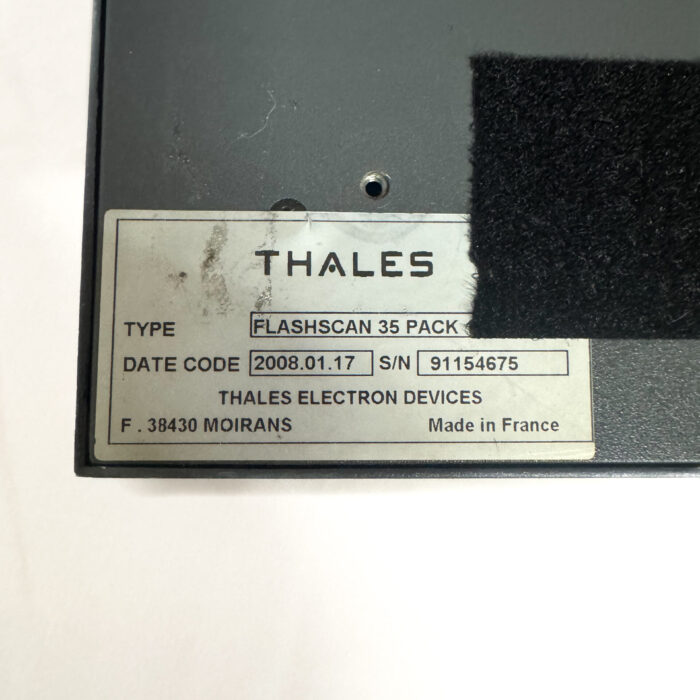 THALES
TYPE FLASHSCAN 35 PACK
DATE CODE 2008.01.17 S/N 91154675
THALES ELECTRON DEVICES
F . 38430 MOIRANS Made in France